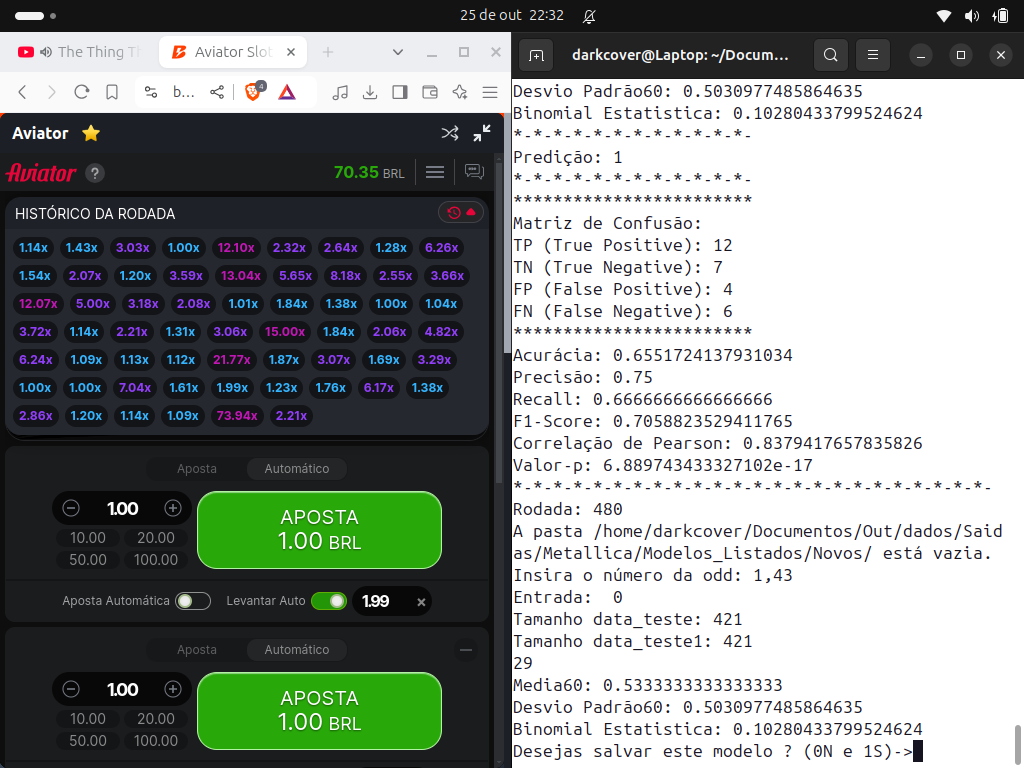 25 de out 22:32
The Thing Th
Aviator Slot
b...
4
Aviator
Aviator ? 70.35 BRL
HISTÓRICO DA RODADA
1.14x 1.43x 3.03x 1.00x 12.10x 2.32x 2.64x 1.28x 6.26x
1.54x 2.07x 1.20x 3.59x 13.04x 5.65x 8.18x 2.55x 3.66x
12.07x 5.00x 3.18x 2.08x 1.01x 1.84x 1.38x 1.00x 1.04x
3.72x 1.14x 2.21x 1.31x 3.06x 15.00x 1.84x 2.06x 4.82x
6.24x 1.09x 1.13x 1.12x 21.77x 1.87x 3.07x 1.69x 3.29x
1.00x 1.00x 7.04x 1.61x 1.99x 1.23x 1.76x 6.17x 1.38x
2.86x 1.20x 1.14x 1.09x 73.94x 2.21x
Aposta Automático
1.00
10.00 20.00
50.00 100.00
APOSTA
1.00 BRL
Aposta Automática Levantar Auto 1.99 ×
Aposta Automático
1.00
10.00 20.00
50.00 100.00
APOSTA
1.00 BRL
darkcover@Laptop: ~/Docum...
Desvio Padrão60: 0.5030977485864635
Binomial Estatistica: 0.10280433799524624
*-*-*-*-*-*-*-*-*-*-*-*-
Predição: 1
*-*-*-*-*-*-*-*-*-*-*-*-
************************
Matriz de Confusão:
TP (True Positive): 12
TN (True Negative): 7
FP (False Positive): 4
FN (False Negative): 6
************************
Acurácia: 0.6551724137931034
Precisão: 0.75
Recall: 0.6666666666666666
F1-Score: 0.7058823529411765
Correlação de Pearson: 0.8379417657835826
Valor-p: 6.889743433327102e-17
*-*-*-*-*-*-*-*-*-*-*-*-*-*-*-*-*-*-*-*-*-*-*-*-
Rodada: 480
A pasta /home/darkcover/Documentos/Out/dados/Said
as/Metallica/Modelos_Listados/Novos/ está vazia.
Insira o número da odd: 1,43
Entrada:  0
Tamanho data_teste: 421
Tamanho data_teste1: 421
29
Media60: 0.5333333333333333
Desvio Padrão60: 0.5030977485864635
Binomial Estatistica: 0.10280433799524624
Desejas salvar este modelo ? (0N e 1S)->